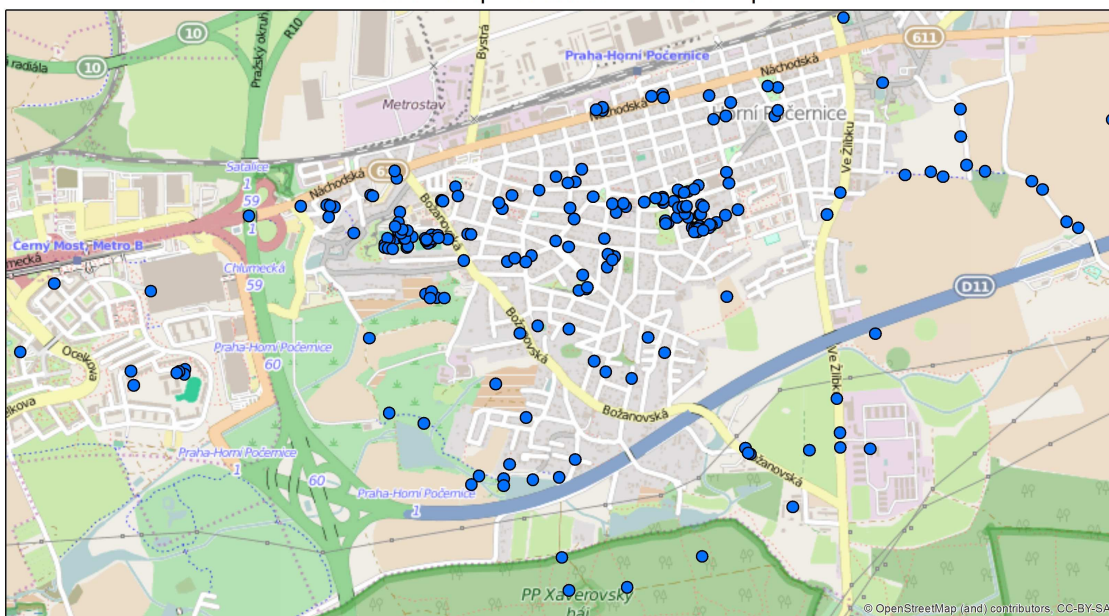 10
R10
Pražský okruh
Bystrá
611
Praha-Horní Počernice
Náchodská
10
Metrostav
Náchodská
Horní Počernice
Ve Žlíbku
Satalice
1
59
1
Náchodská
Božanovská
Černý Most, Metro B
Chlumecká
59
D11
Božanovská
Praha-Horní Počernice
60
Ocelkova
Ve Žlíbku
Božanovská
Praha-Horní Počernice
1
60
Božanovská
Praha-Horní Počernice
1
PP Xaverovský
háj
© OpenStreetMap (and) contributors, CC-BY-SA